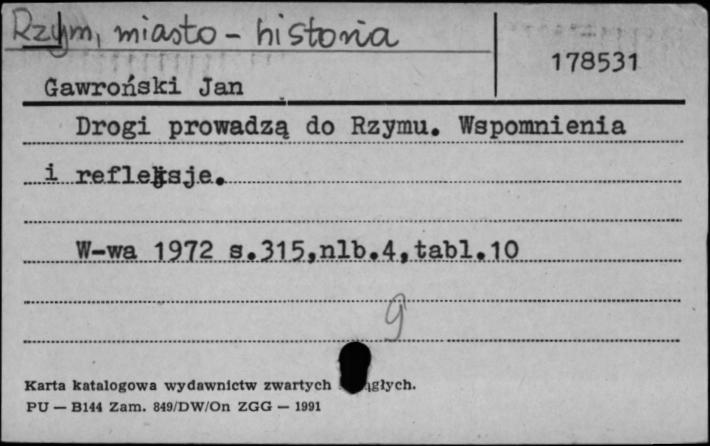 Rzym, miasto - historia
178531
Gawroński Jan
Drogi prowadzą do Rzymu. Wspomnienia
i refleksje.
W-wa 1972 s.315,nlb.4,tabl.10
9
Karta katalogowa wydawnictw zwartych ągłych.
PU — B144 Zam. 849/DW/On ZGG — 1991